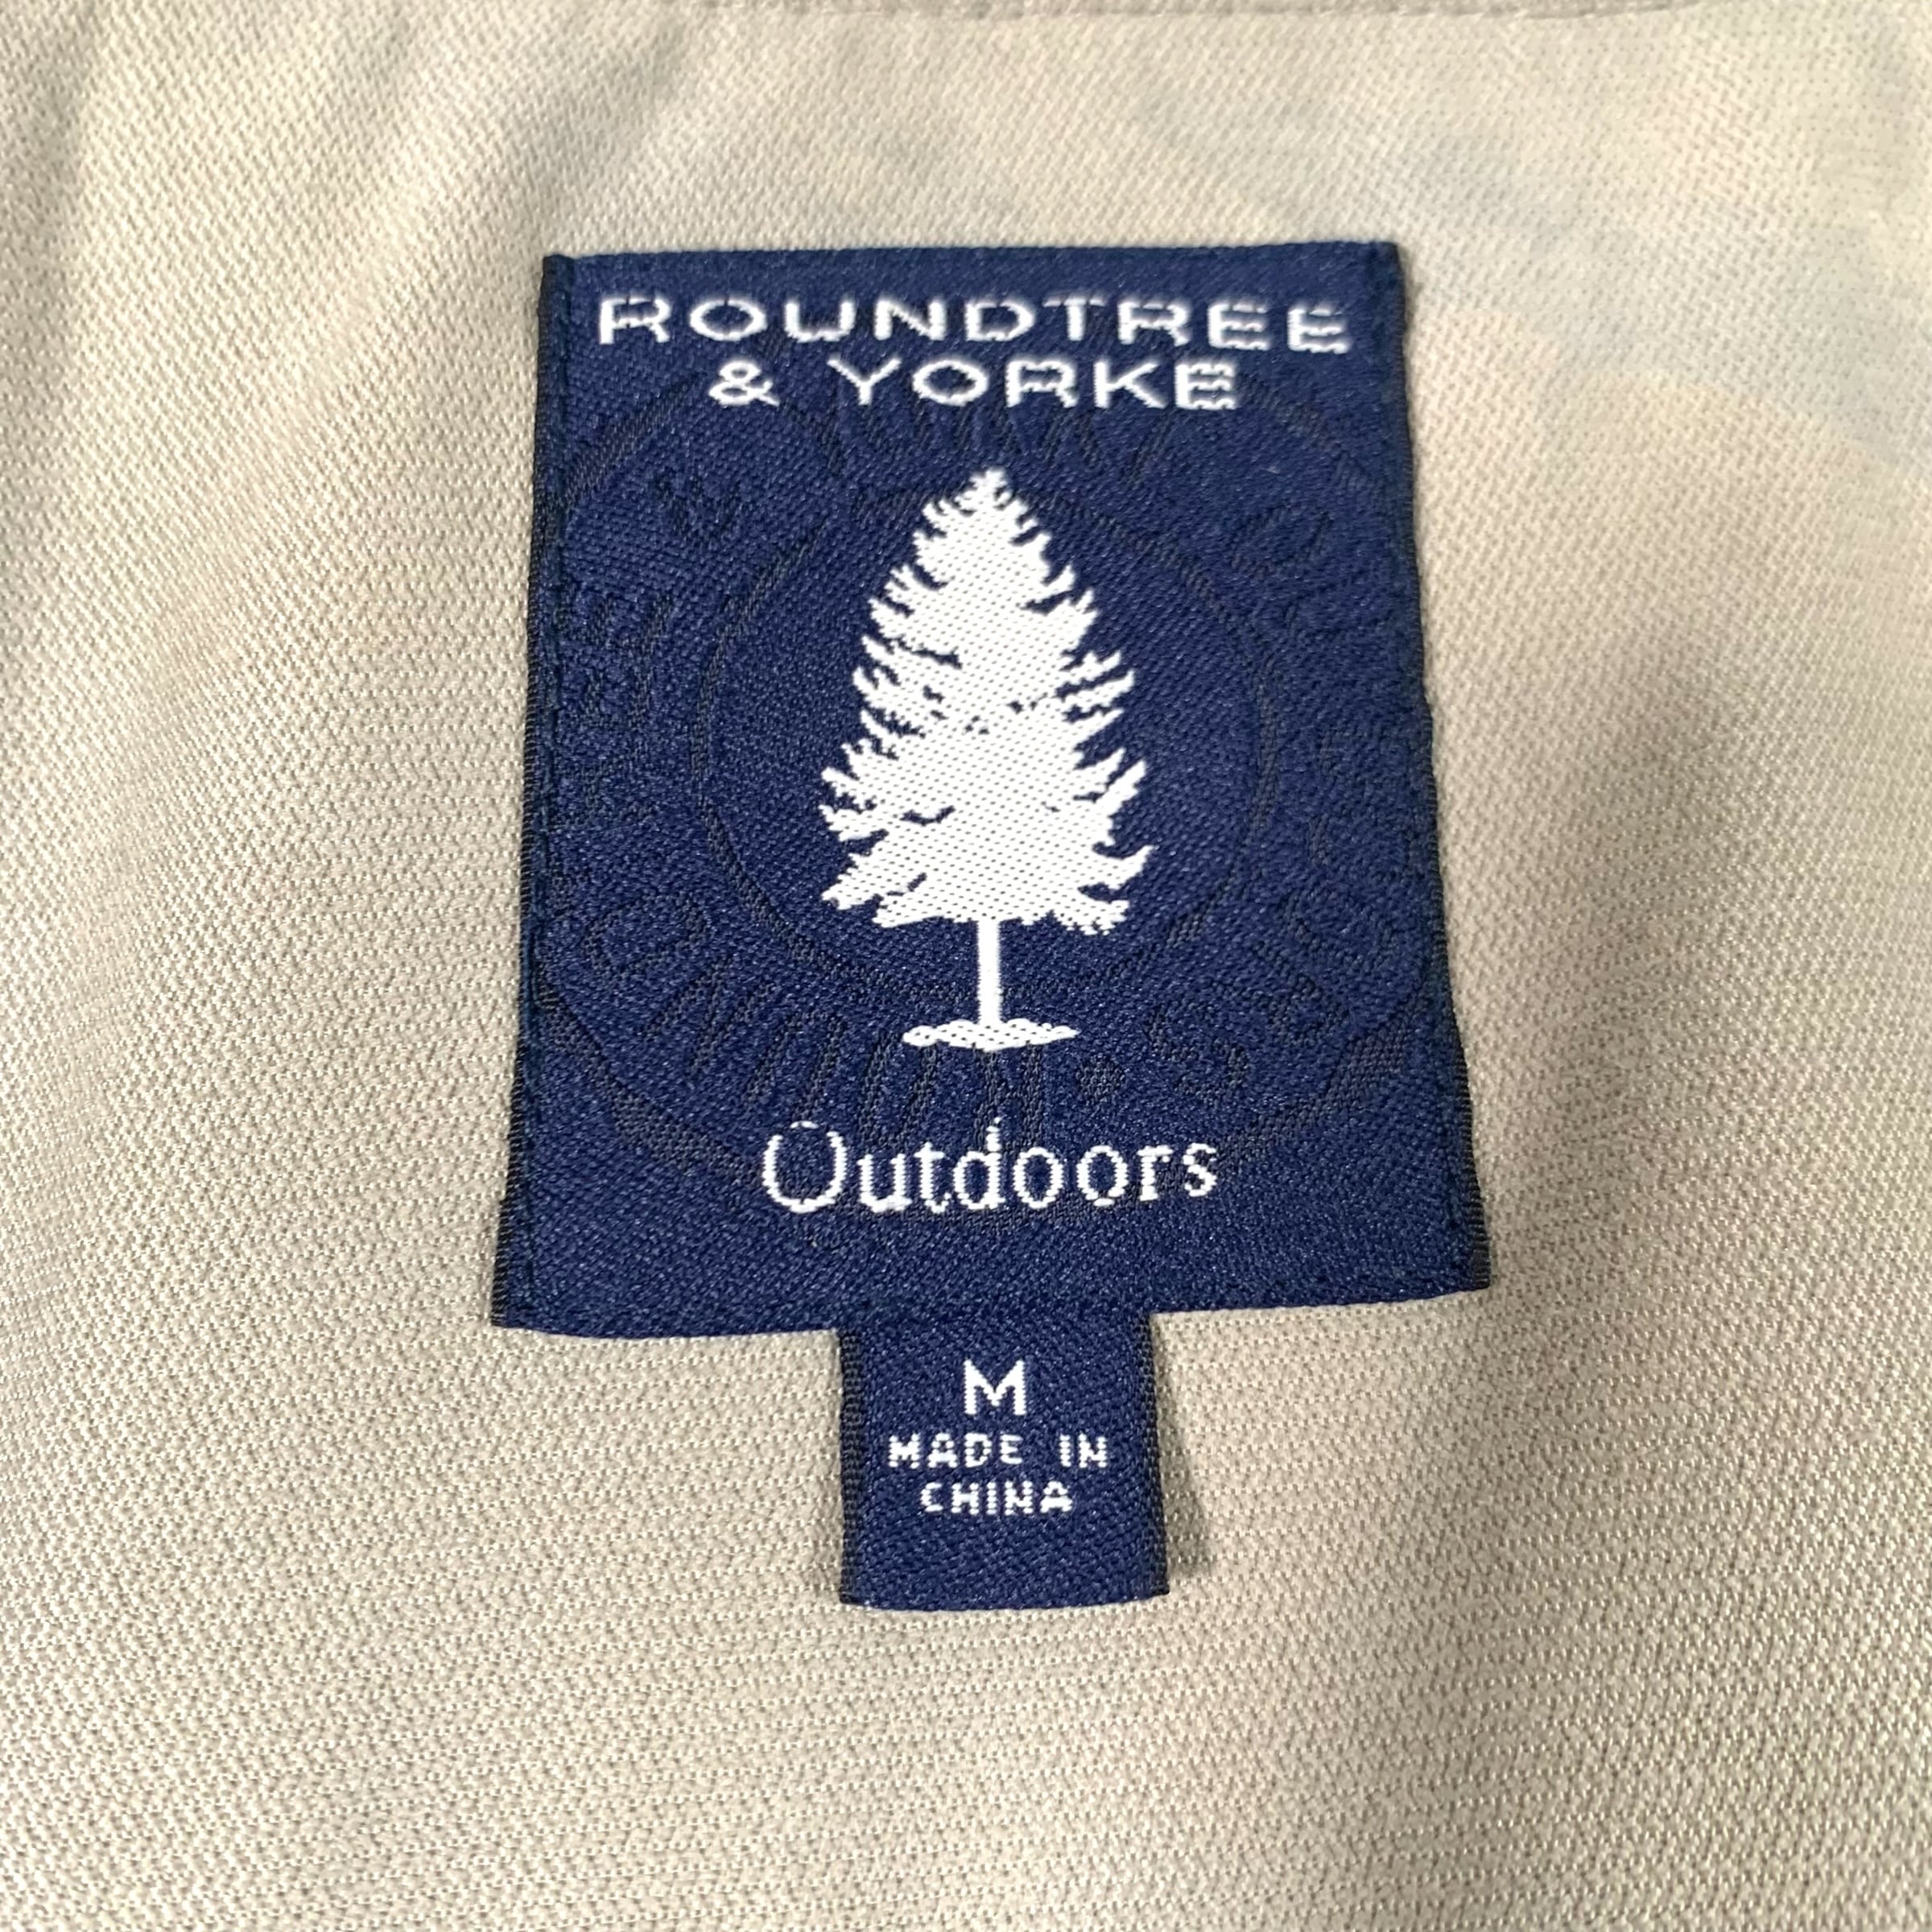 ROUNDTREE
& YORKE
Outdoors
M
MADE IN
CHINA